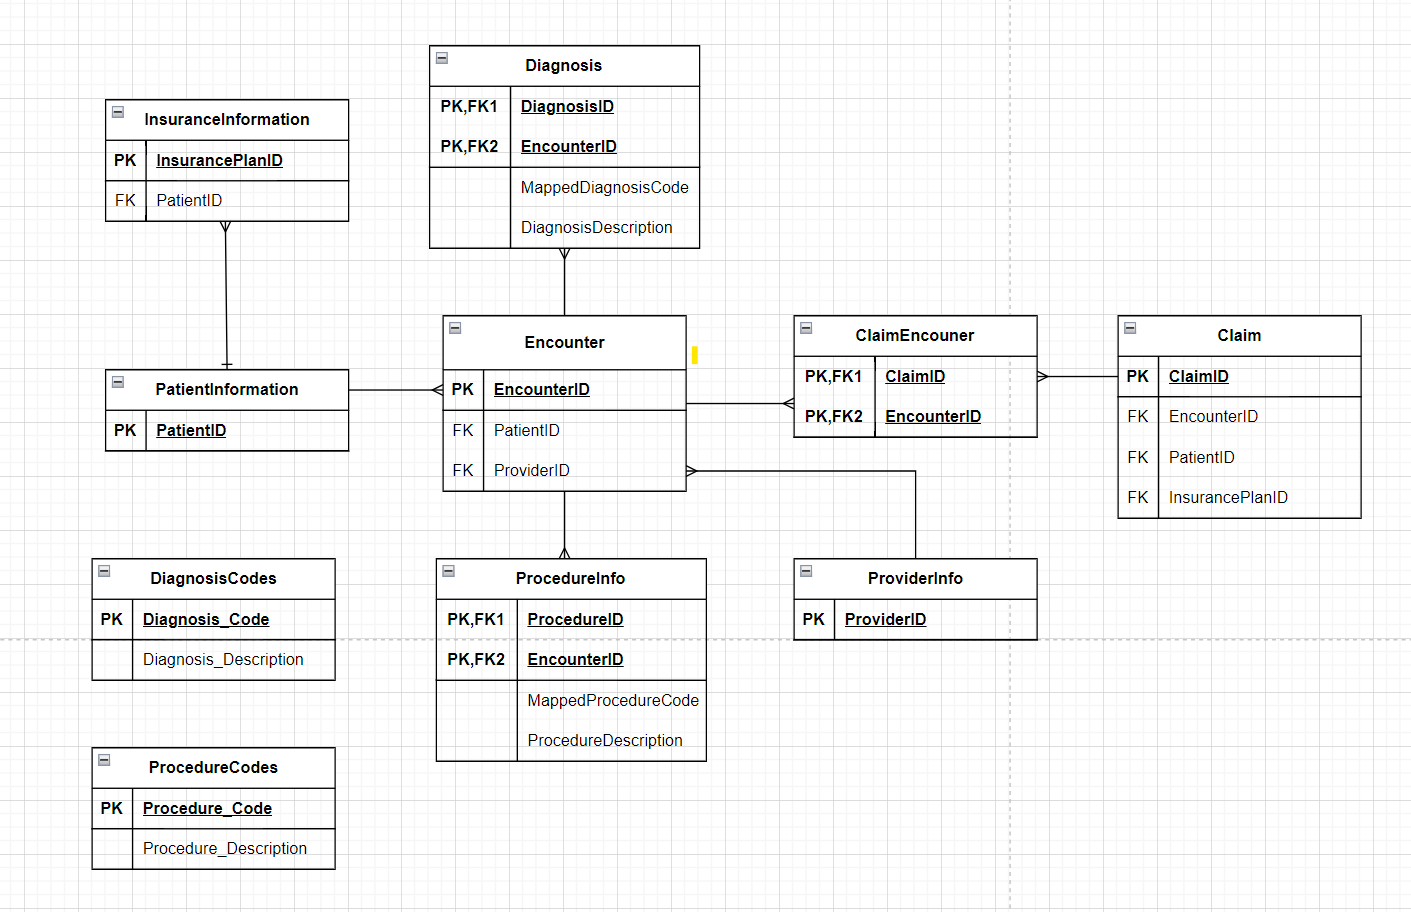 Diagnosis
PK,FK1 DiagnosisID
PK,FK2 EncounterID
MappedDiagnosisCode
DiagnosisDescription
InsuranceInformation
PK InsurancePlanID
FK PatientID
PatientInformation
PK PatientID
Encounter
PK EncounterID
FK PatientID
FK ProviderID
ClaimEncouner
PK,FK1 ClaimID
PK,FK2 EncounterID
Claim
PK ClaimID
FK EncounterID
FK PatientID
FK InsurancePlanID
DiagnosisCodes
PK Diagnosis_Code
Diagnosis_Description
ProcedureInfo
PK,FK1 ProcedureID
PK,FK2 EncounterID
MappedProcedureCode
ProcedureDescription
ProviderInfo
PK ProviderID
ProcedureCodes
PK Procedure_Code
Procedure_Description